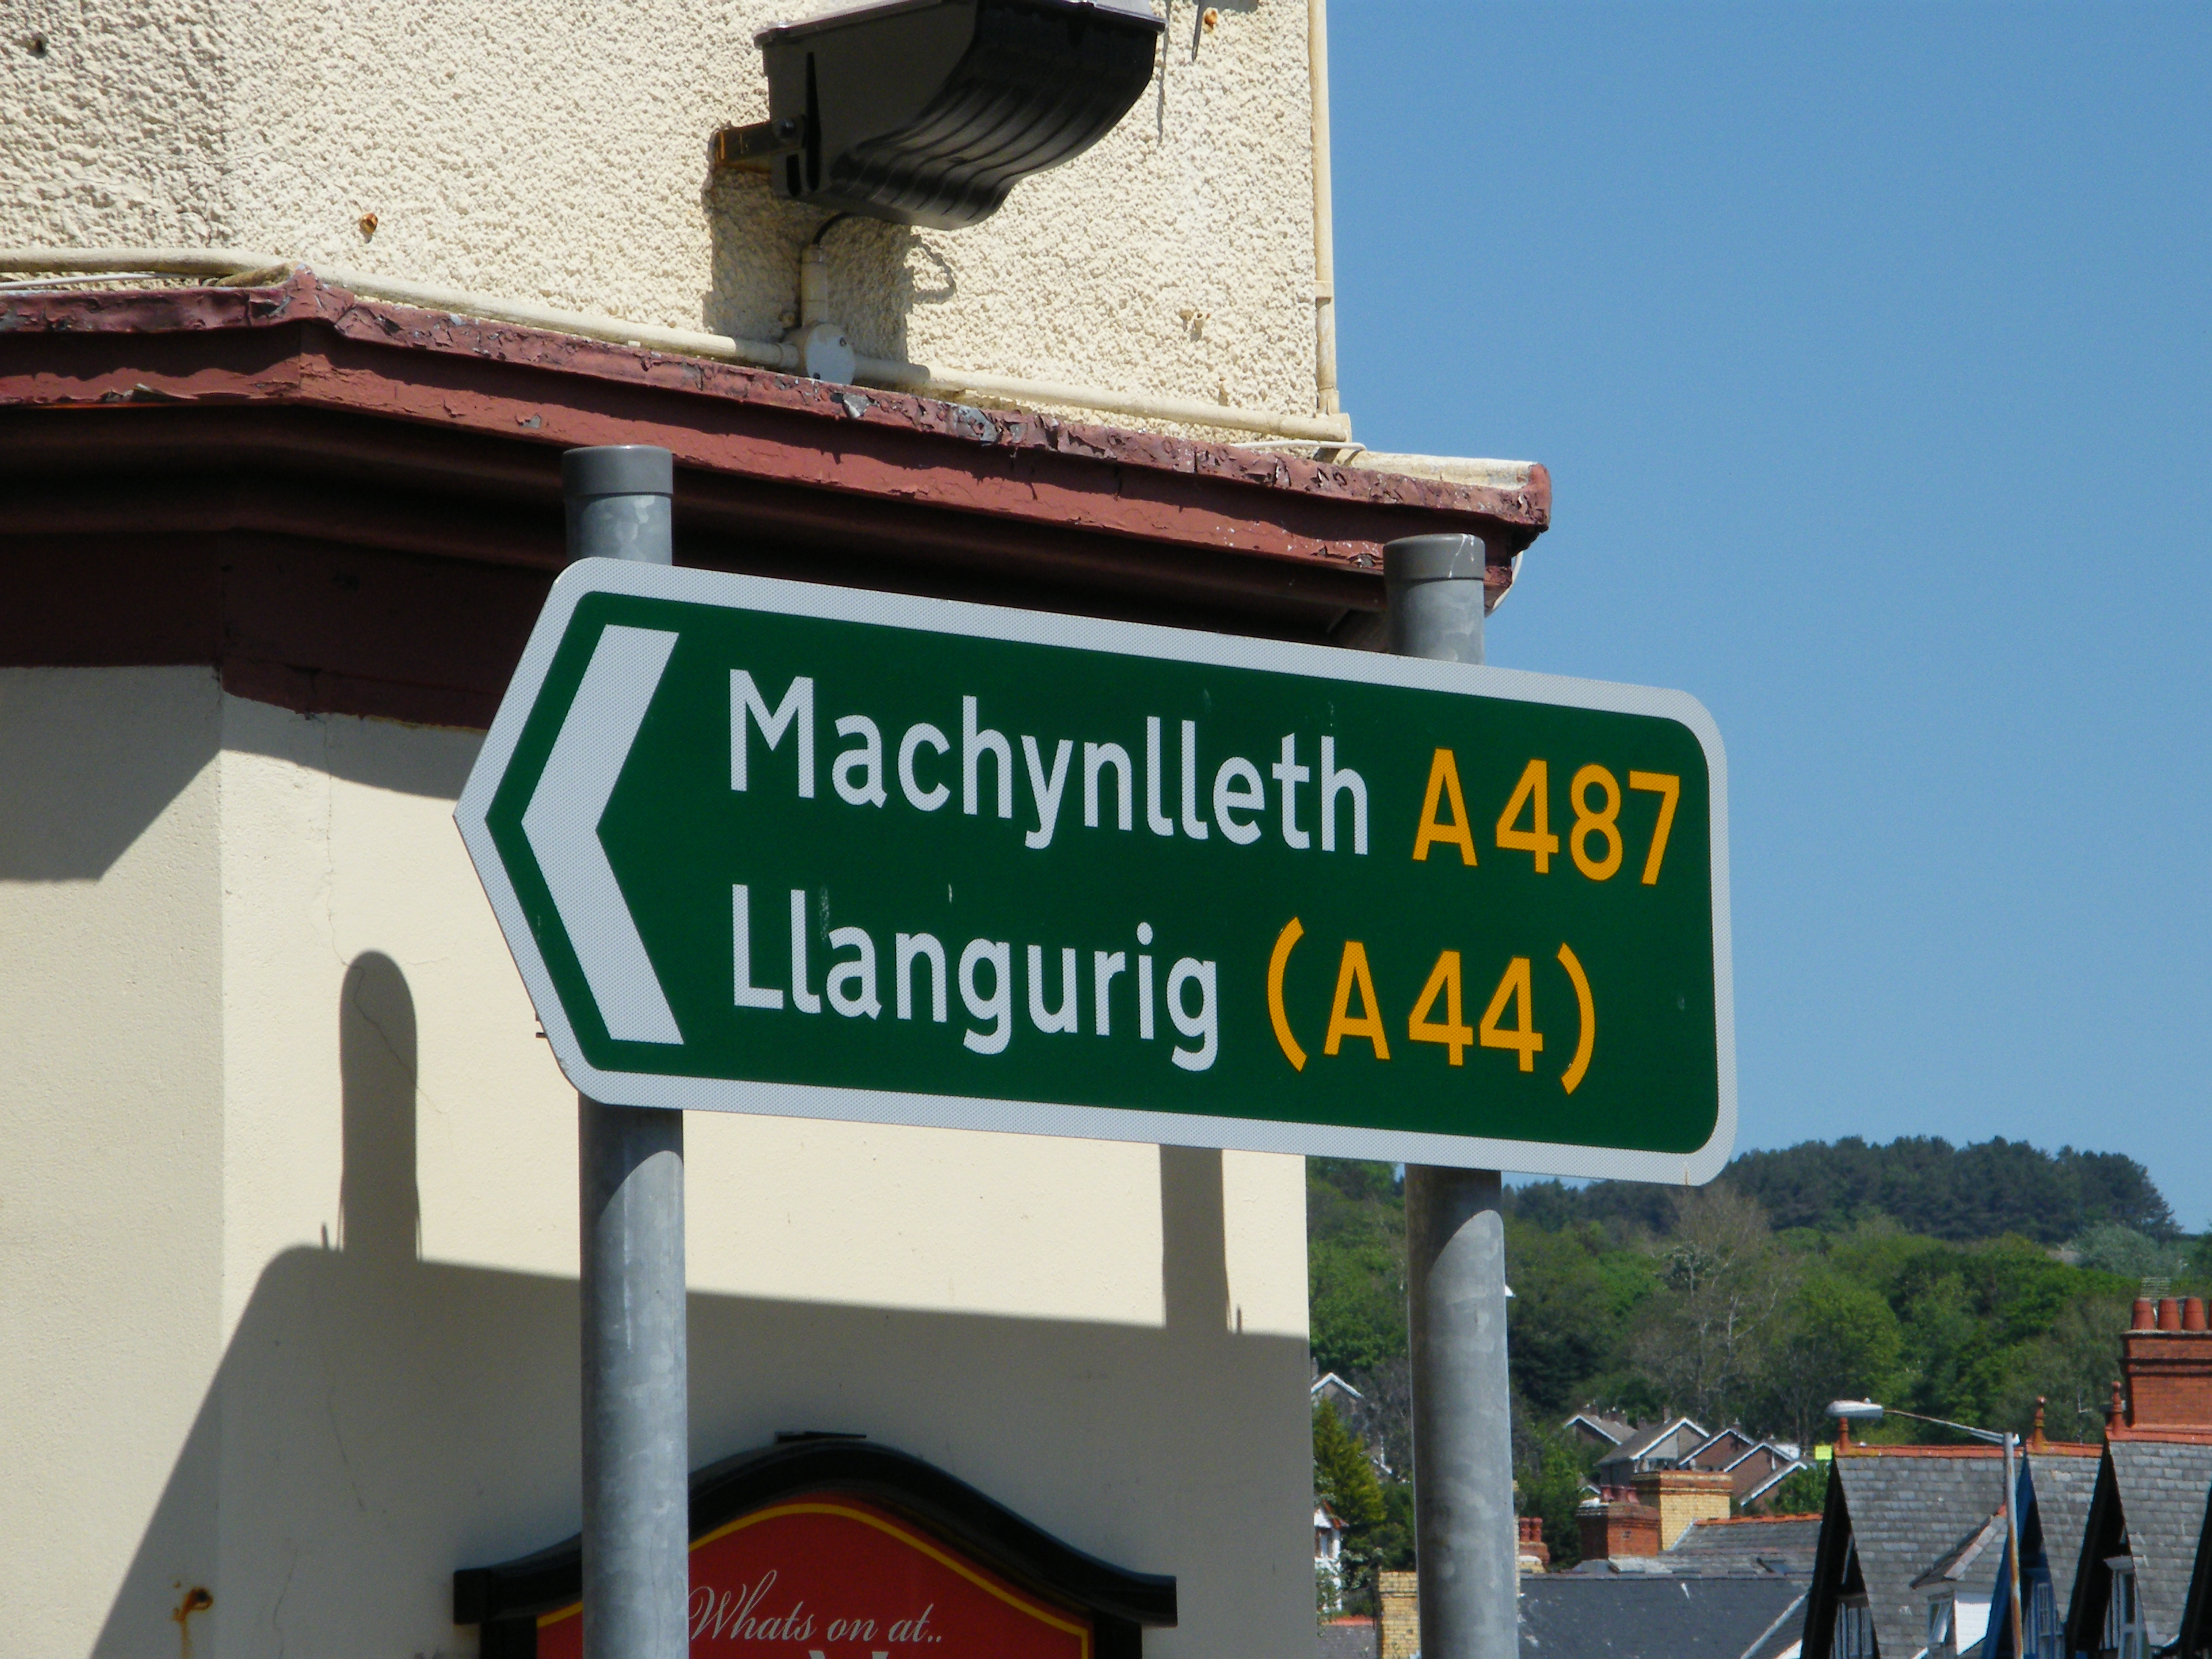 Machynlleth A487
Llangurig (A44)
Whats on at..